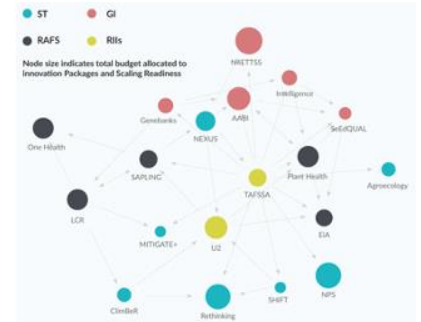 ST GI
RAFS RIIs
Node size indicates total budget allocated to
innovation Packages and Scaling Readiness
NRETTSS
Intelligence
Genebanks
AABI
SeEdQUAL
NEXUS
One Health
SAPLING
Plant Health
Agroecology
TAFSSA
LCR
MITIGATE+
U2
EiA
ClimBeR
Rethinking
SHIFT
NPS